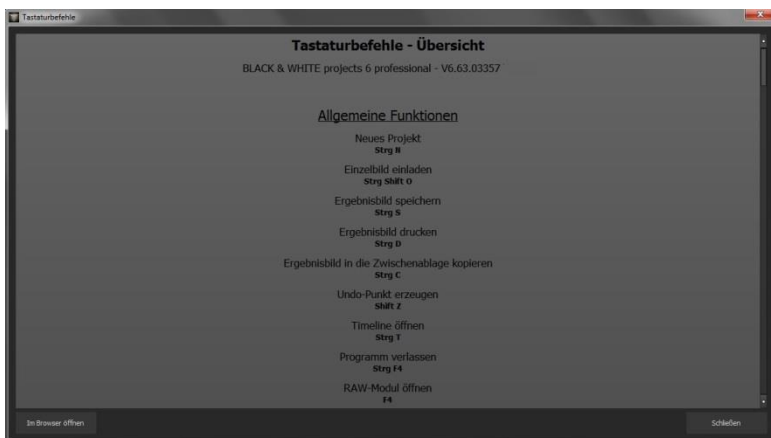 Tastaturbefehle
Tastaturbefehle - Übersicht
BLACK & WHITE projects 6 professional - V6.63.03357
Allgemeine Funktionen
Neues Projekt
Strg N
Einzelbild einladen
Strg Shift O
Ergebnisbild speichern
Strg S
Ergebnisbild drucken
Strg D
Ergebnisbild in die Zwischenablage kopieren
Strg C
Undo-Punkt erzeugen
Shift Z
Timeline öffnen
Strg T
Programm verlassen
Strg F4
RAW-Modul öffnen
F4
Im Browser öffnen
Schließen